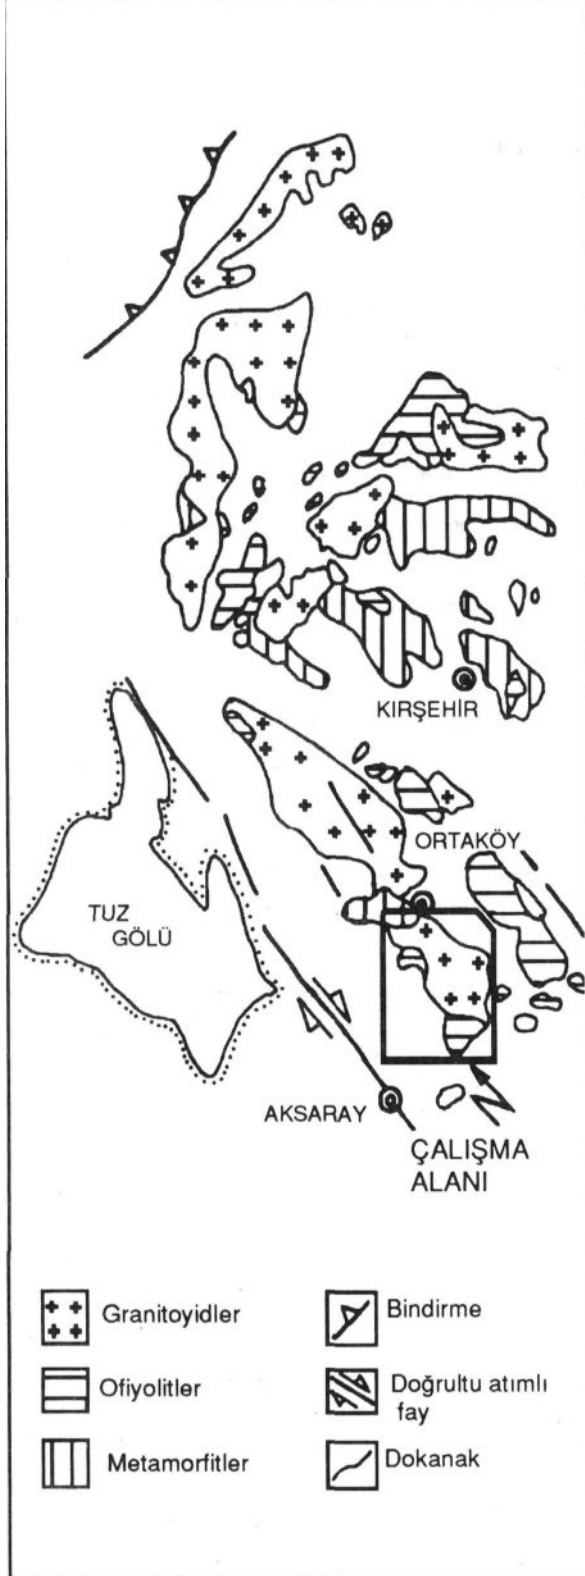 KIRŞEHİR
ORTAKÖY
TUZ
GÖLÜ
AKSARAY
ÇALIŞMA
ALANI
Granitoyidler
Ofiyolitler
Metamorfitler
Bindirme
Doğrultu atımlı
fay
Dokanak